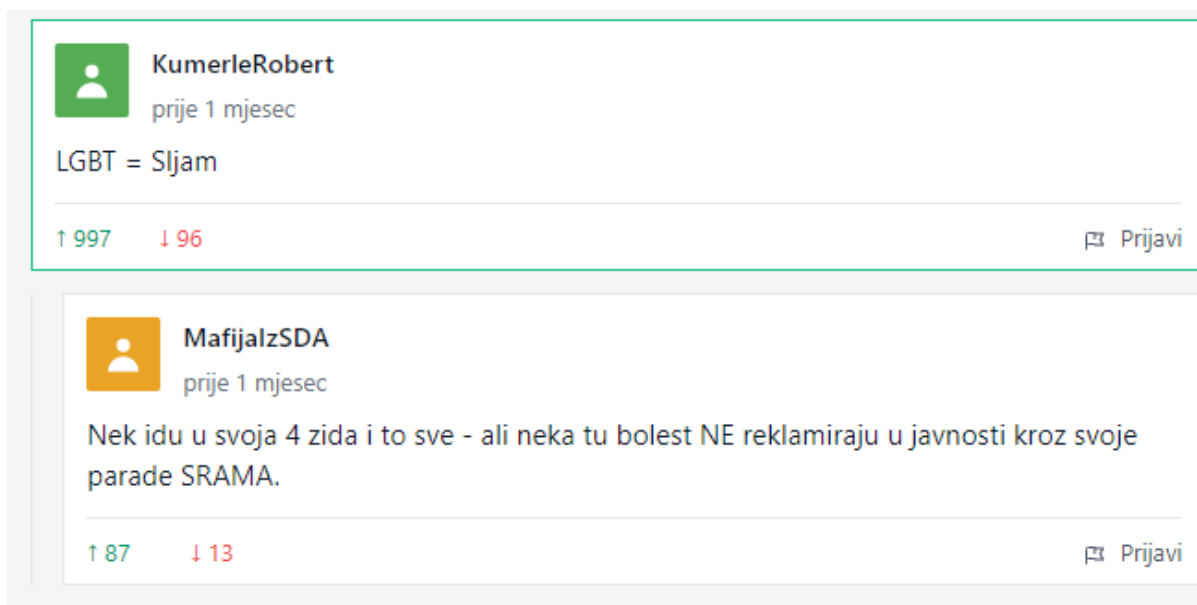 KumerleRobert
prije 1 mjesec
LGBT = Sljam
↑ 997 ↓ 96 Prijavi
MafijaIzSDA
prije 1 mjesec
Nek idu u svoja 4 zida i to sve - ali neka tu bolest NE reklamiraju u javnosti kroz svoje
parade SRAMA.
↑ 87 ↓ 13 Prijavi